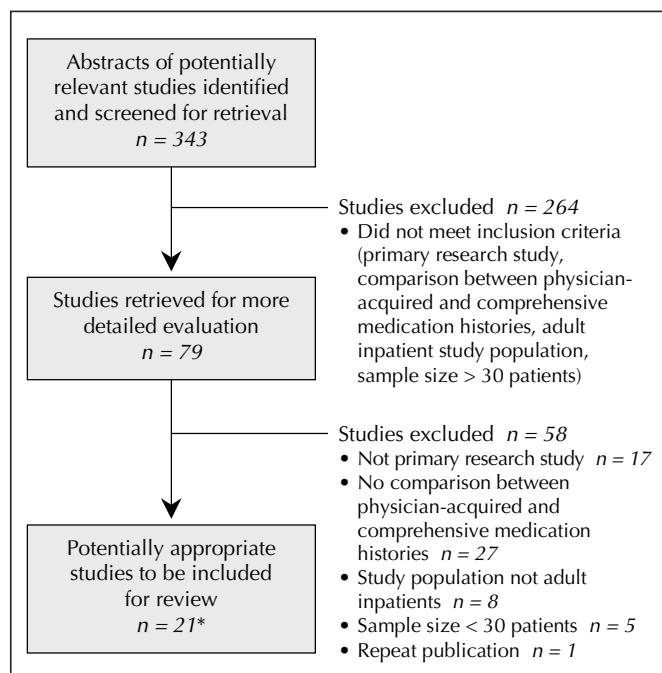 Abstracts of potentially
relevant studies identified
and screened for retrieval
n = 343
Studies excluded n = 264
• Did not meet inclusion criteria
(primary research study,
comparison between physician-
acquired and comprehensive
medication histories, adult
inpatient study population,
sample size > 30 patients)
Studies retrieved for more
detailed evaluation
n = 79
Studies excluded n = 58
• Not primary research study n = 17
• No comparison between
physician-acquired and
comprehensive medication
histories n = 27
• Study population not adult
inpatients n = 8
• Sample size < 30 patients n = 5
• Repeat publication n = 1
Potentially appropriate
studies to be included
for review
n = 21*